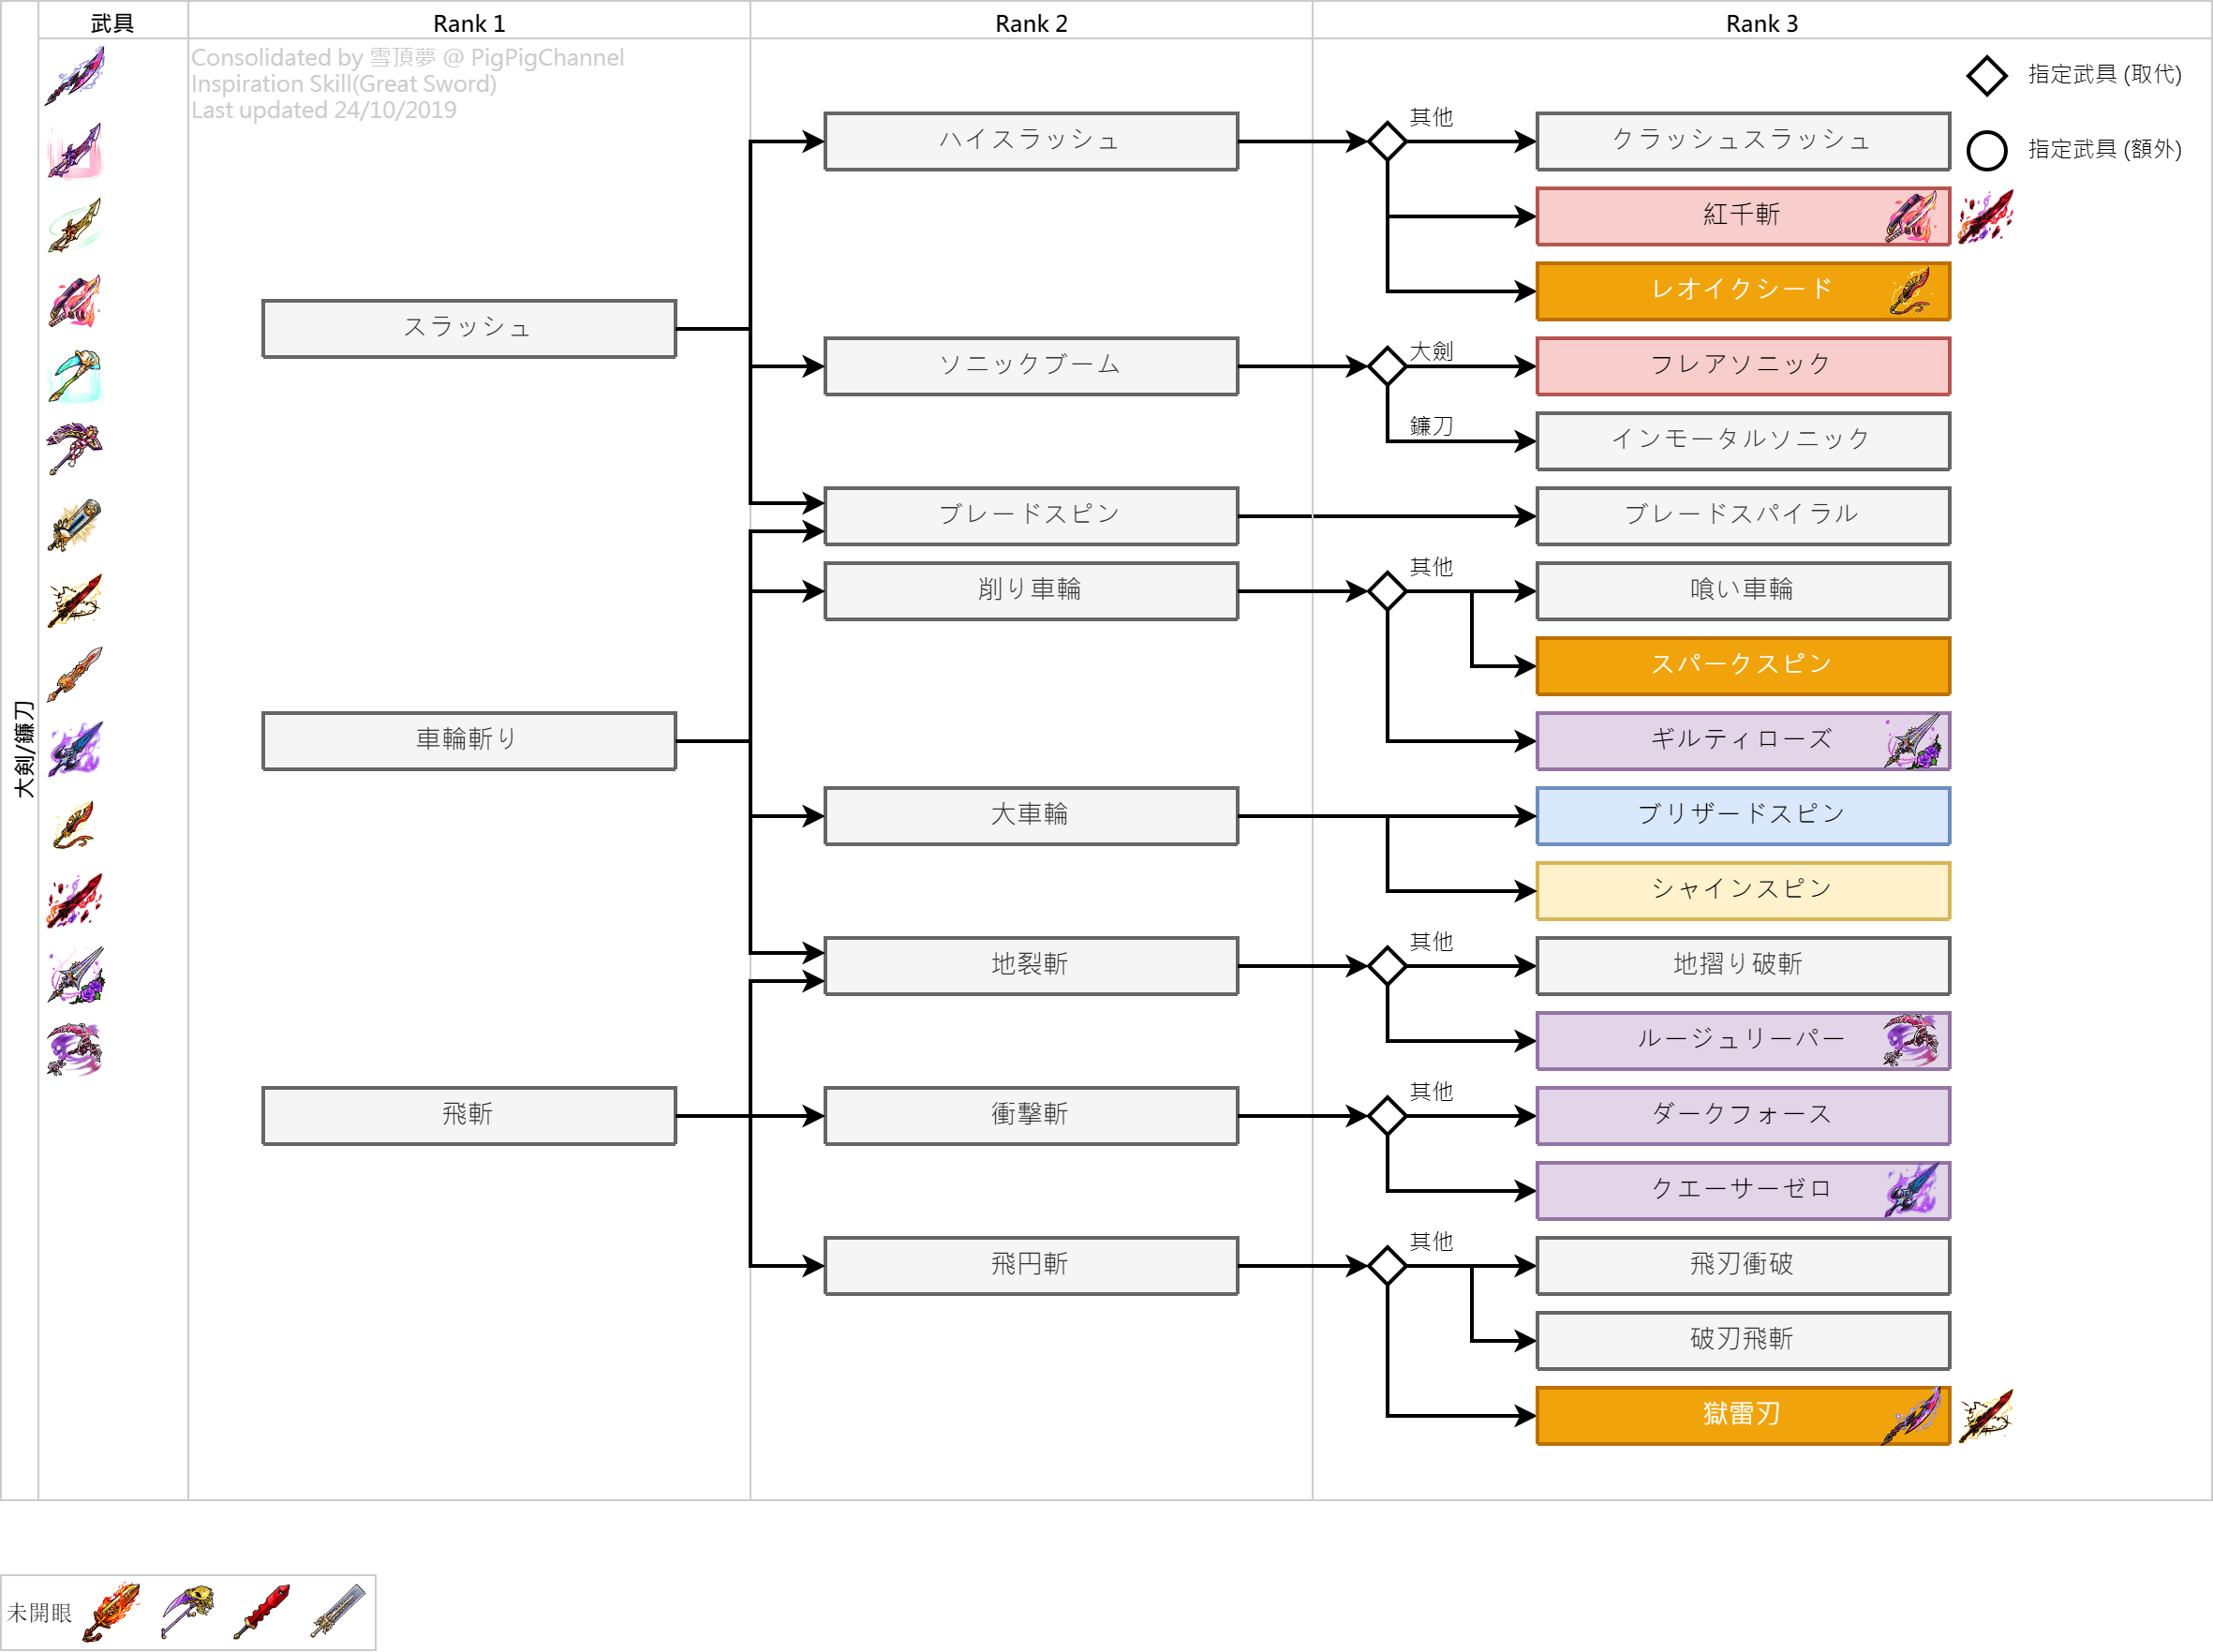 武具
Rank 1
Rank 2
Rank 3
Consolidated by 雪頂夢 @ PigPigChannel
Inspiration Skill(Great Sword)
Last updated 24/10/2019
指定武具 (取代)
指定武具 (額外)
大剣/鐮刀
スラッシュ
車輪斬り
飛斬
ハイスラッシュ
ソニックブーム
ブレードスピン
削り車輪
大車輪
地裂斬
衝撃斬
飛円斬
其他
クラッシュスラッシュ
紅千斬
レオイクシード
大劍
フレアソニック
鐮刀
インモータルソニック
ブレードスパイラル
其他
喰い車輪
スパークスピン
ギルティローズ
ブリザードスピン
シャインスピン
其他
地摺り破斬
ルージュリーパー
其他
ダークフォース
クエーサーゼロ
其他
飛刃衝破
破刃飛斬
獄雷刃
未開眼